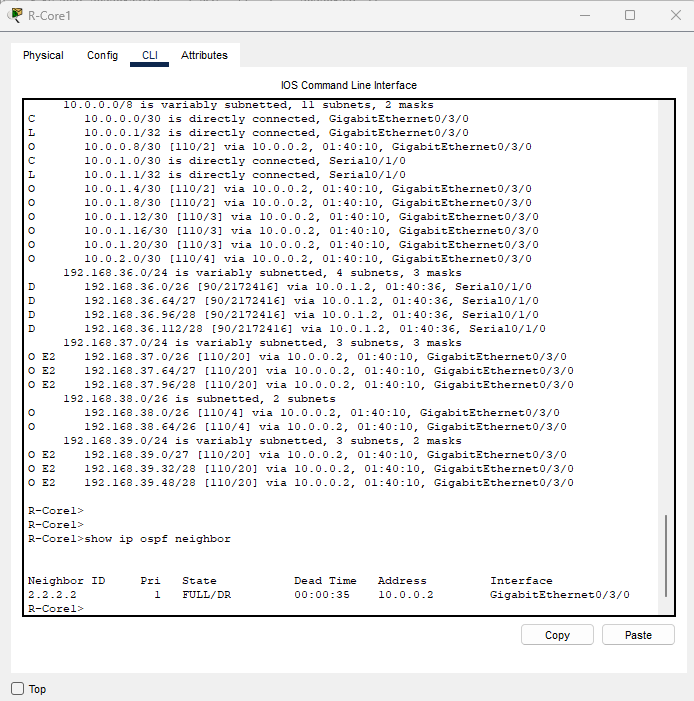 R-Core1
Physical Config CLI Attributes
IOS Command Line Interface
10.0.0.0/8 is variably subnetted, 11 subnets, 2 masks
C 10.0.0.0/30 is directly connected, GigabitEthernet0/3/0
L 10.0.0.1/32 is directly connected, GigabitEthernet0/3/0
O 10.0.0.8/30 [110/2] via 10.0.0.2, 01:40:10, GigabitEthernet0/3/0
C 10.0.1.0/30 is directly connected, Serial0/1/0
L 10.0.1.1/32 is directly connected, Serial0/1/0
O 10.0.1.4/30 [110/2] via 10.0.0.2, 01:40:10, GigabitEthernet0/3/0
O 10.0.1.8/30 [110/2] via 10.0.0.2, 01:40:10, GigabitEthernet0/3/0
O 10.0.1.12/30 [110/3] via 10.0.0.2, 01:40:10, GigabitEthernet0/3/0
O 10.0.1.16/30 [110/3] via 10.0.0.2, 01:40:10, GigabitEthernet0/3/0
O 10.0.1.20/30 [110/3] via 10.0.0.2, 01:40:10, GigabitEthernet0/3/0
O 10.0.2.0/30 [110/4] via 10.0.0.2, 01:40:10, GigabitEthernet0/3/0
192.168.36.0/24 is variably subnetted, 4 subnets, 3 masks
D 192.168.36.0/26 [90/2172416] via 10.0.1.2, 01:40:36, Serial0/1/0
D 192.168.36.64/27 [90/2172416] via 10.0.1.2, 01:40:36, Serial0/1/0
D 192.168.36.96/28 [90/2172416] via 10.0.1.2, 01:40:36, Serial0/1/0
D 192.168.36.112/28 [90/2172416] via 10.0.1.2, 01:40:36, Serial0/1/0
192.168.37.0/24 is variably subnetted, 3 subnets, 3 masks
O E2 192.168.37.0/26 [110/20] via 10.0.0.2, 01:40:10, GigabitEthernet0/3/0
O E2 192.168.37.64/27 [110/20] via 10.0.0.2, 01:40:10, GigabitEthernet0/3/0
O E2 192.168.37.96/28 [110/20] via 10.0.0.2, 01:40:10, GigabitEthernet0/3/0
192.168.38.0/26 is subnetted, 2 subnets
O 192.168.38.0/26 [110/4] via 10.0.0.2, 01:40:10, GigabitEthernet0/3/0
O 192.168.38.64/26 [110/4] via 10.0.0.2, 01:40:10, GigabitEthernet0/3/0
192.168.39.0/24 is variably subnetted, 3 subnets, 2 masks
O E2 192.168.39.0/27 [110/20] via 10.0.0.2, 01:40:10, GigabitEthernet0/3/0
O E2 192.168.39.32/28 [110/20] via 10.0.0.2, 01:40:10, GigabitEthernet0/3/0
O E2 192.168.39.48/28 [110/20] via 10.0.0.2, 01:40:10, GigabitEthernet0/3/0
R-Core1>
R-Core1>
R-Core1>show ip ospf neighbor
Neighbor ID Pri State Dead Time Address Interface
2.2.2.2 1 FULL/DR 00:00:35 10.0.0.2 GigabitEthernet0/3/0
R-Core1>
Copy Paste
Top